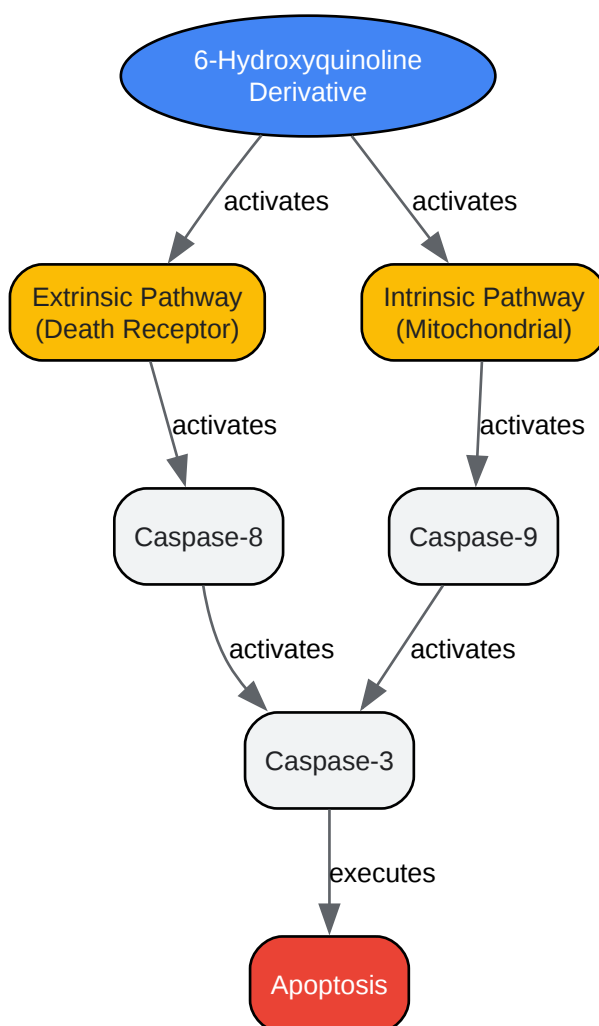 6-Hydroxyquinoline
Derivative
activates
activates
Extrinsic Pathway
(Death Receptor)
Intrinsic Pathway
(Mitochondrial)
activates
activates
Caspase-8
Caspase-9
activates
activates
Caspase-3
executes
Apoptosis